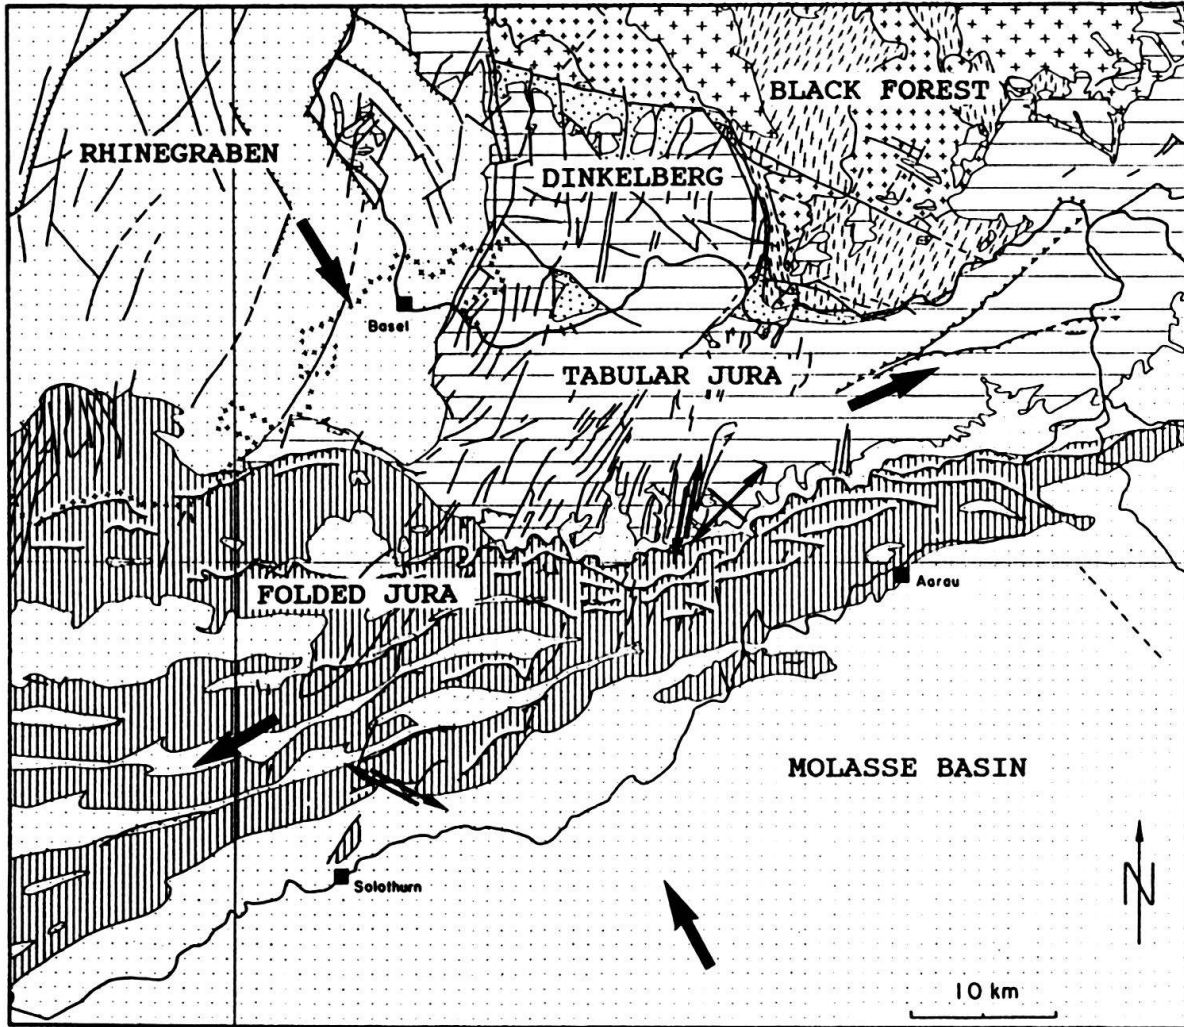 BLACK FOREST
RHINEGRABEN
DINKELBERG
Basel
TABULAR JURA
Aarau
FOLDED JURA
MOLASSE BASIN
Solothurn
N
10 km